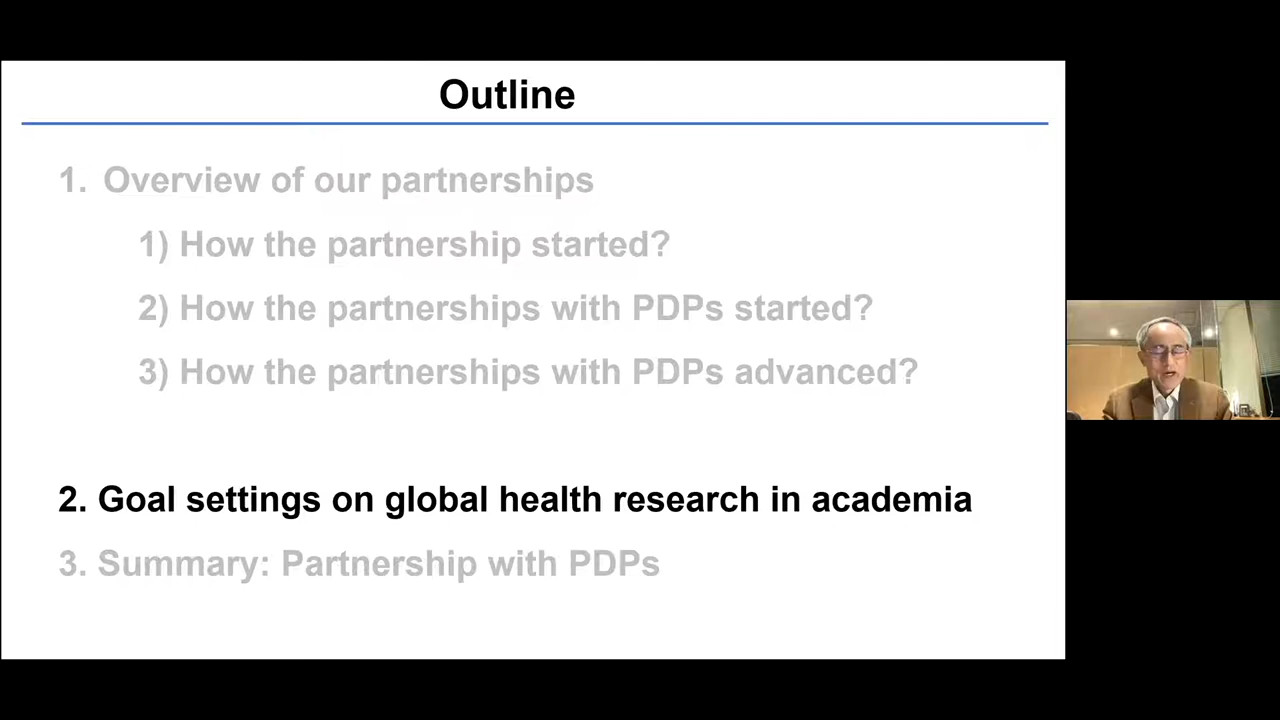 Outline
1. Overview of our partnerships
1) How the partnership started?
2) How the partnerships with PDPs started?
3) How the partnerships with PDPs advanced?
2. Goal settings on global health research in academia
3. Summary: Partnership with PDPs